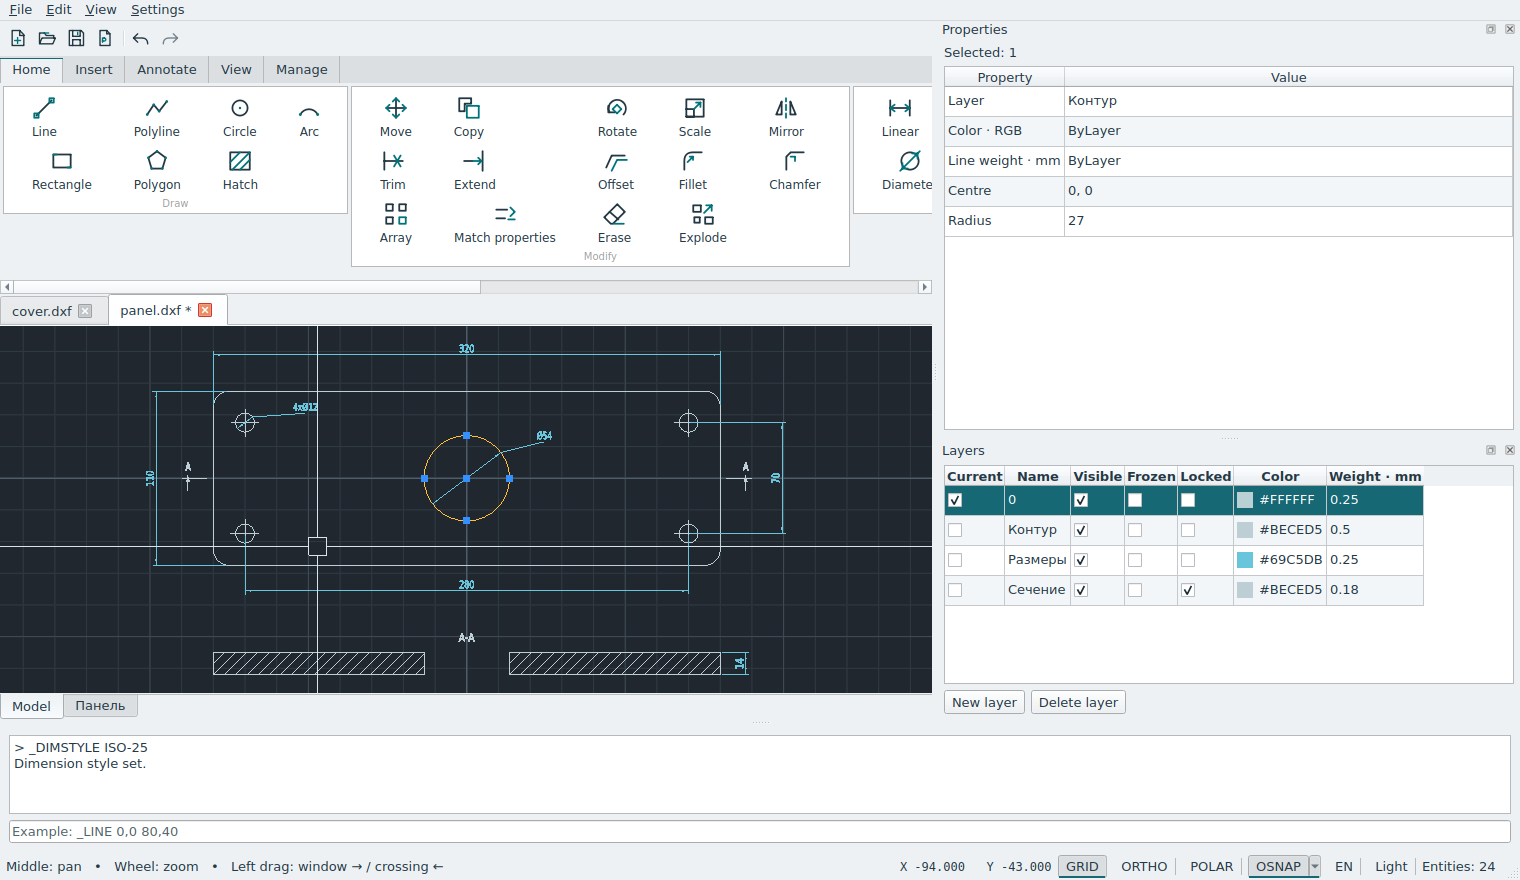 File Edit View Settings
Home Insert Annotate View Manage
Line Polyline Circle Arc
Rectangle Polygon Hatch
Draw
Move Copy Rotate Scale Mirror
Trim Extend Offset Fillet Chamfer
Array Match properties Erase Explode
Modify
Linear
Diamete
cover.dxf panel.dxf *
320
4xØ12
Ø54
A A
110
70
280
A-A
14
Model Панель
Properties
Selected: 1
Property Value
Layer Контур
Color · RGB ByLayer
Line weight · mm ByLayer
Centre 0, 0
Radius 27
Layers
Current Name Visible Frozen Locked Color Weight · mm
0 #FFFFFF 0.25
Контур #BECED5 0.5
Размеры #69C5DB 0.25
Сечение #BECED5 0.18
New layer Delete layer
> _DIMSTYLE ISO-25
Dimension style set.
Example: _LINE 0,0 80,40
Middle: pan • Wheel: zoom • Left drag: window → / crossing ← X -94.000 Y -43.000 GRID ORTHO POLAR OSNAP EN Light Entities: 24